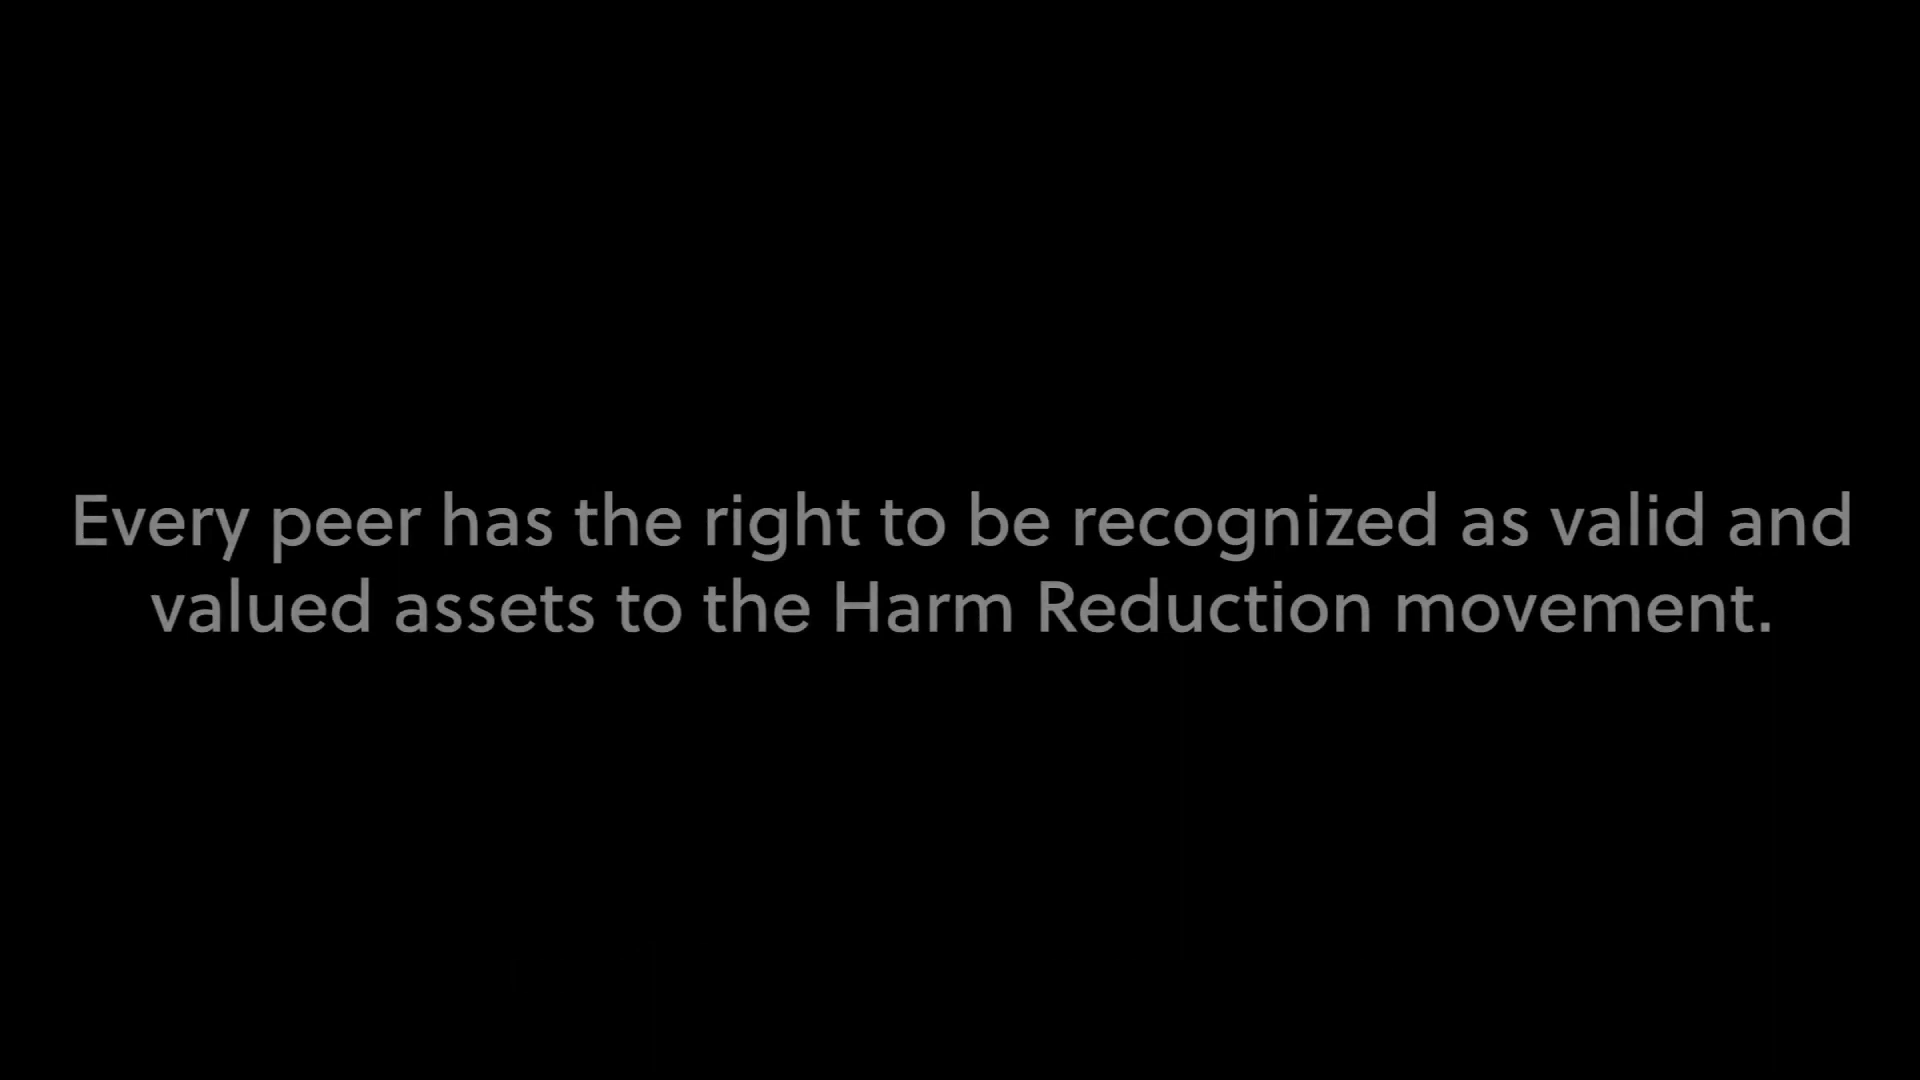 Every peer has the right to be recognized as valid and
valued assets to the Harm Reduction movement.